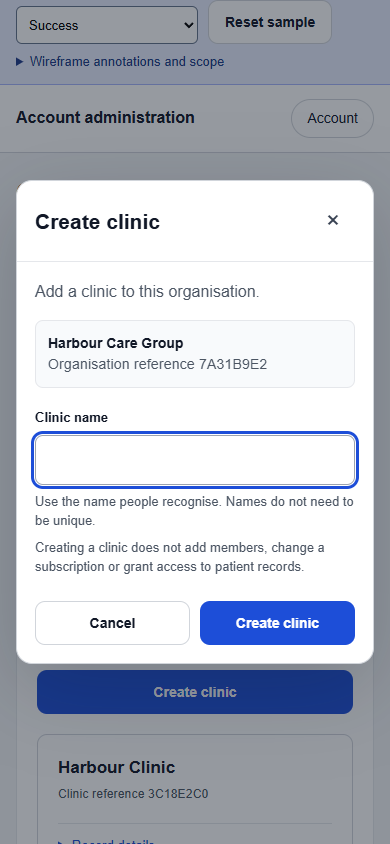 Success
Reset sample
Wireframe annotations and scope
Account administration
Account
Create clinic
×
Add a clinic to this organisation.
Harbour Care Group
Organisation reference 7A31B9E2
Clinic name
Use the name people recognise. Names do not need to
be unique.
Creating a clinic does not add members, change a
subscription or grant access to patient records.
Cancel
Create clinic
Create clinic
Harbour Clinic
Clinic reference 3C18E2C0
Record details